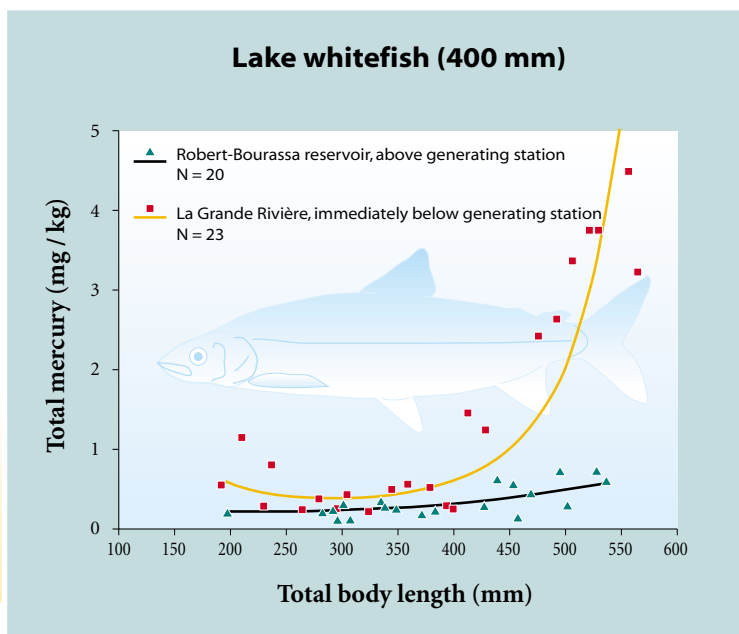 Lake whitefish (400 mm)
Total mercury (mg / kg)
5
4
3
2
1
0
Robert-Bourassa reservoir, above generating station
N = 20
La Grande Rivière, immediately below generating station
N = 23
100 150 200 250 300 350 400 450 500 550 600
Total body length (mm)